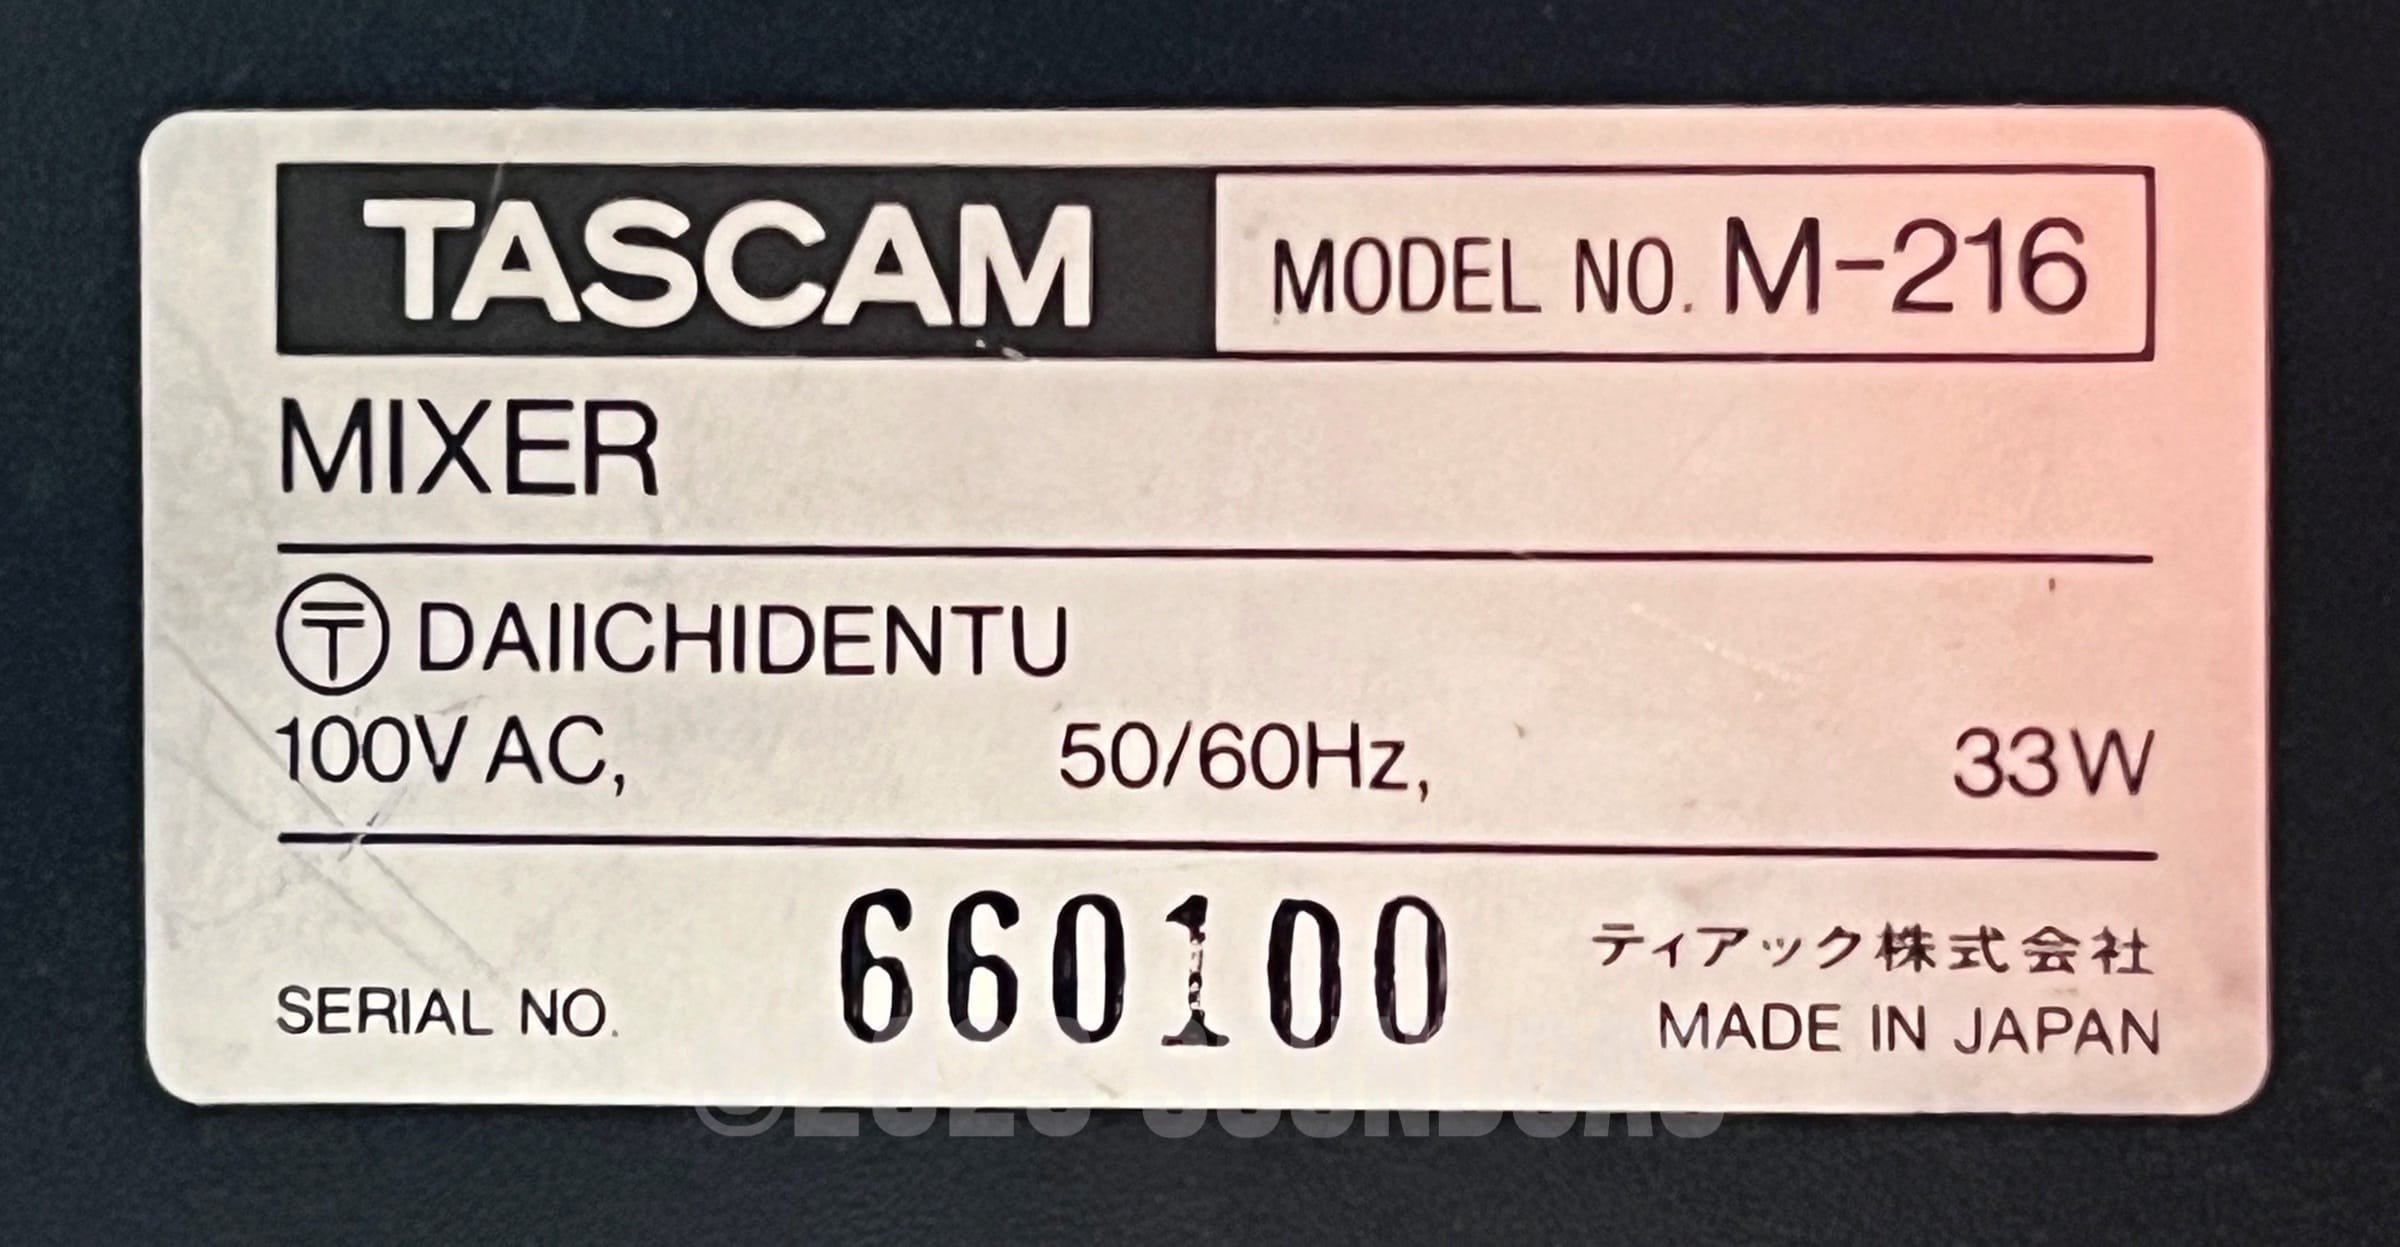 TASCAM MODEL NO. M-216
MIXER
〶 DAIICHIDENTU
100V AC, 50/60Hz, 33W
SERIAL NO. 660100
ティアック株式会社
MADE IN JAPAN